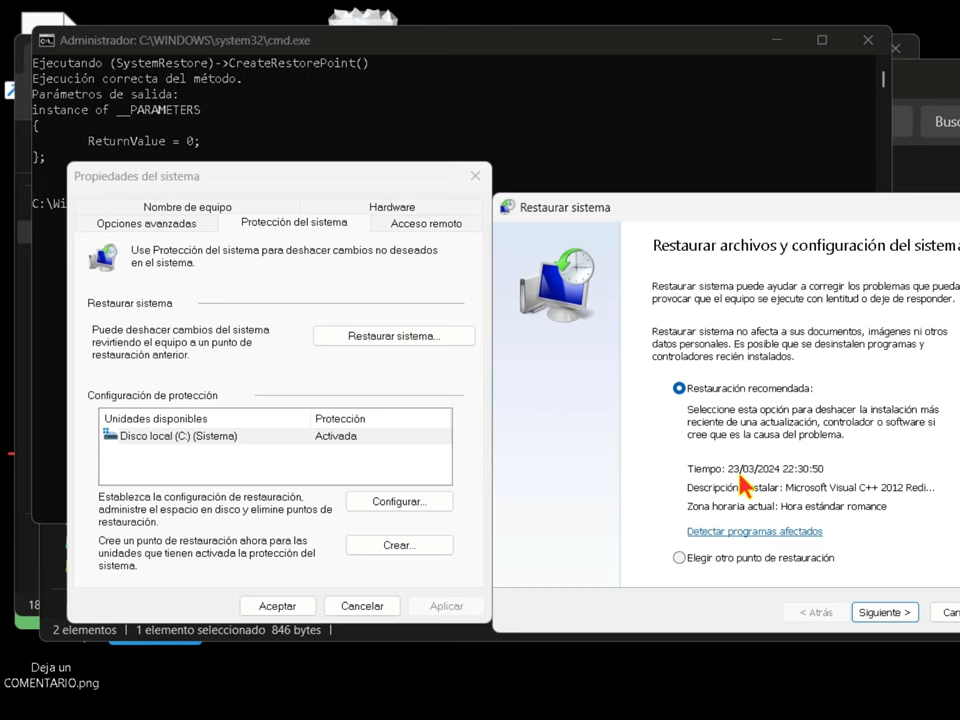 Administrador: C:\WINDOWS\system32\cmd.exe
Ejecutando (SystemRestore)->CreateRestorePoint()
Ejecución correcta del método.
Parámetros de salida:
instance of __PARAMETERS
{
ReturnValue = 0;
};
C:\Wi
Propiedades del sistema
Nombre de equipo
Hardware
Opciones avanzadas
Protección del sistema
Acceso remoto
Use Protección del sistema para deshacer cambios no deseados
en el sistema.
Restaurar sistema
Puede deshacer cambios del sistema
revirtiendo el equipo a un punto de
restauración anterior.
Restaurar sistema...
Configuración de protección
Unidades disponibles
Protección
Disco local (C:) (Sistema)
Activada
Establezca la configuración de restauración,
administre el espacio en disco y elimine puntos de
restauración.
Configurar...
Cree un punto de restauración ahora para las
unidades que tienen activada la protección del
sistema.
Crear...
Aceptar
Cancelar
Aplicar
Busc
Restaurar sistema
Restaurar archivos y configuración del sistema
Restaurar sistema puede ayudar a corregir los problemas que pueda
provocar que el equipo se ejecute con lentitud o deje de responder.
Restaurar sistema no afecta a sus documentos, imágenes ni otros
datos personales. Es posible que se desinstalen programas y
controladores recién instalados.
Restauración recomendada:
Seleccione esta opción para deshacer la instalación más
reciente de una actualización, controlador o software si
cree que es la causa del problema.
Tiempo: 23/03/2024 22:30:50
Descripción: Instalar: Microsoft Visual C++ 2012 Redi...
Zona horaria actual: Hora estándar romance
Detectar programas afectados
Elegir otro punto de restauración
< Atrás
Siguiente >
Can
18
2 elementos | 1 elemento seleccionado 846 bytes |
Deja un
COMENTARIO.png